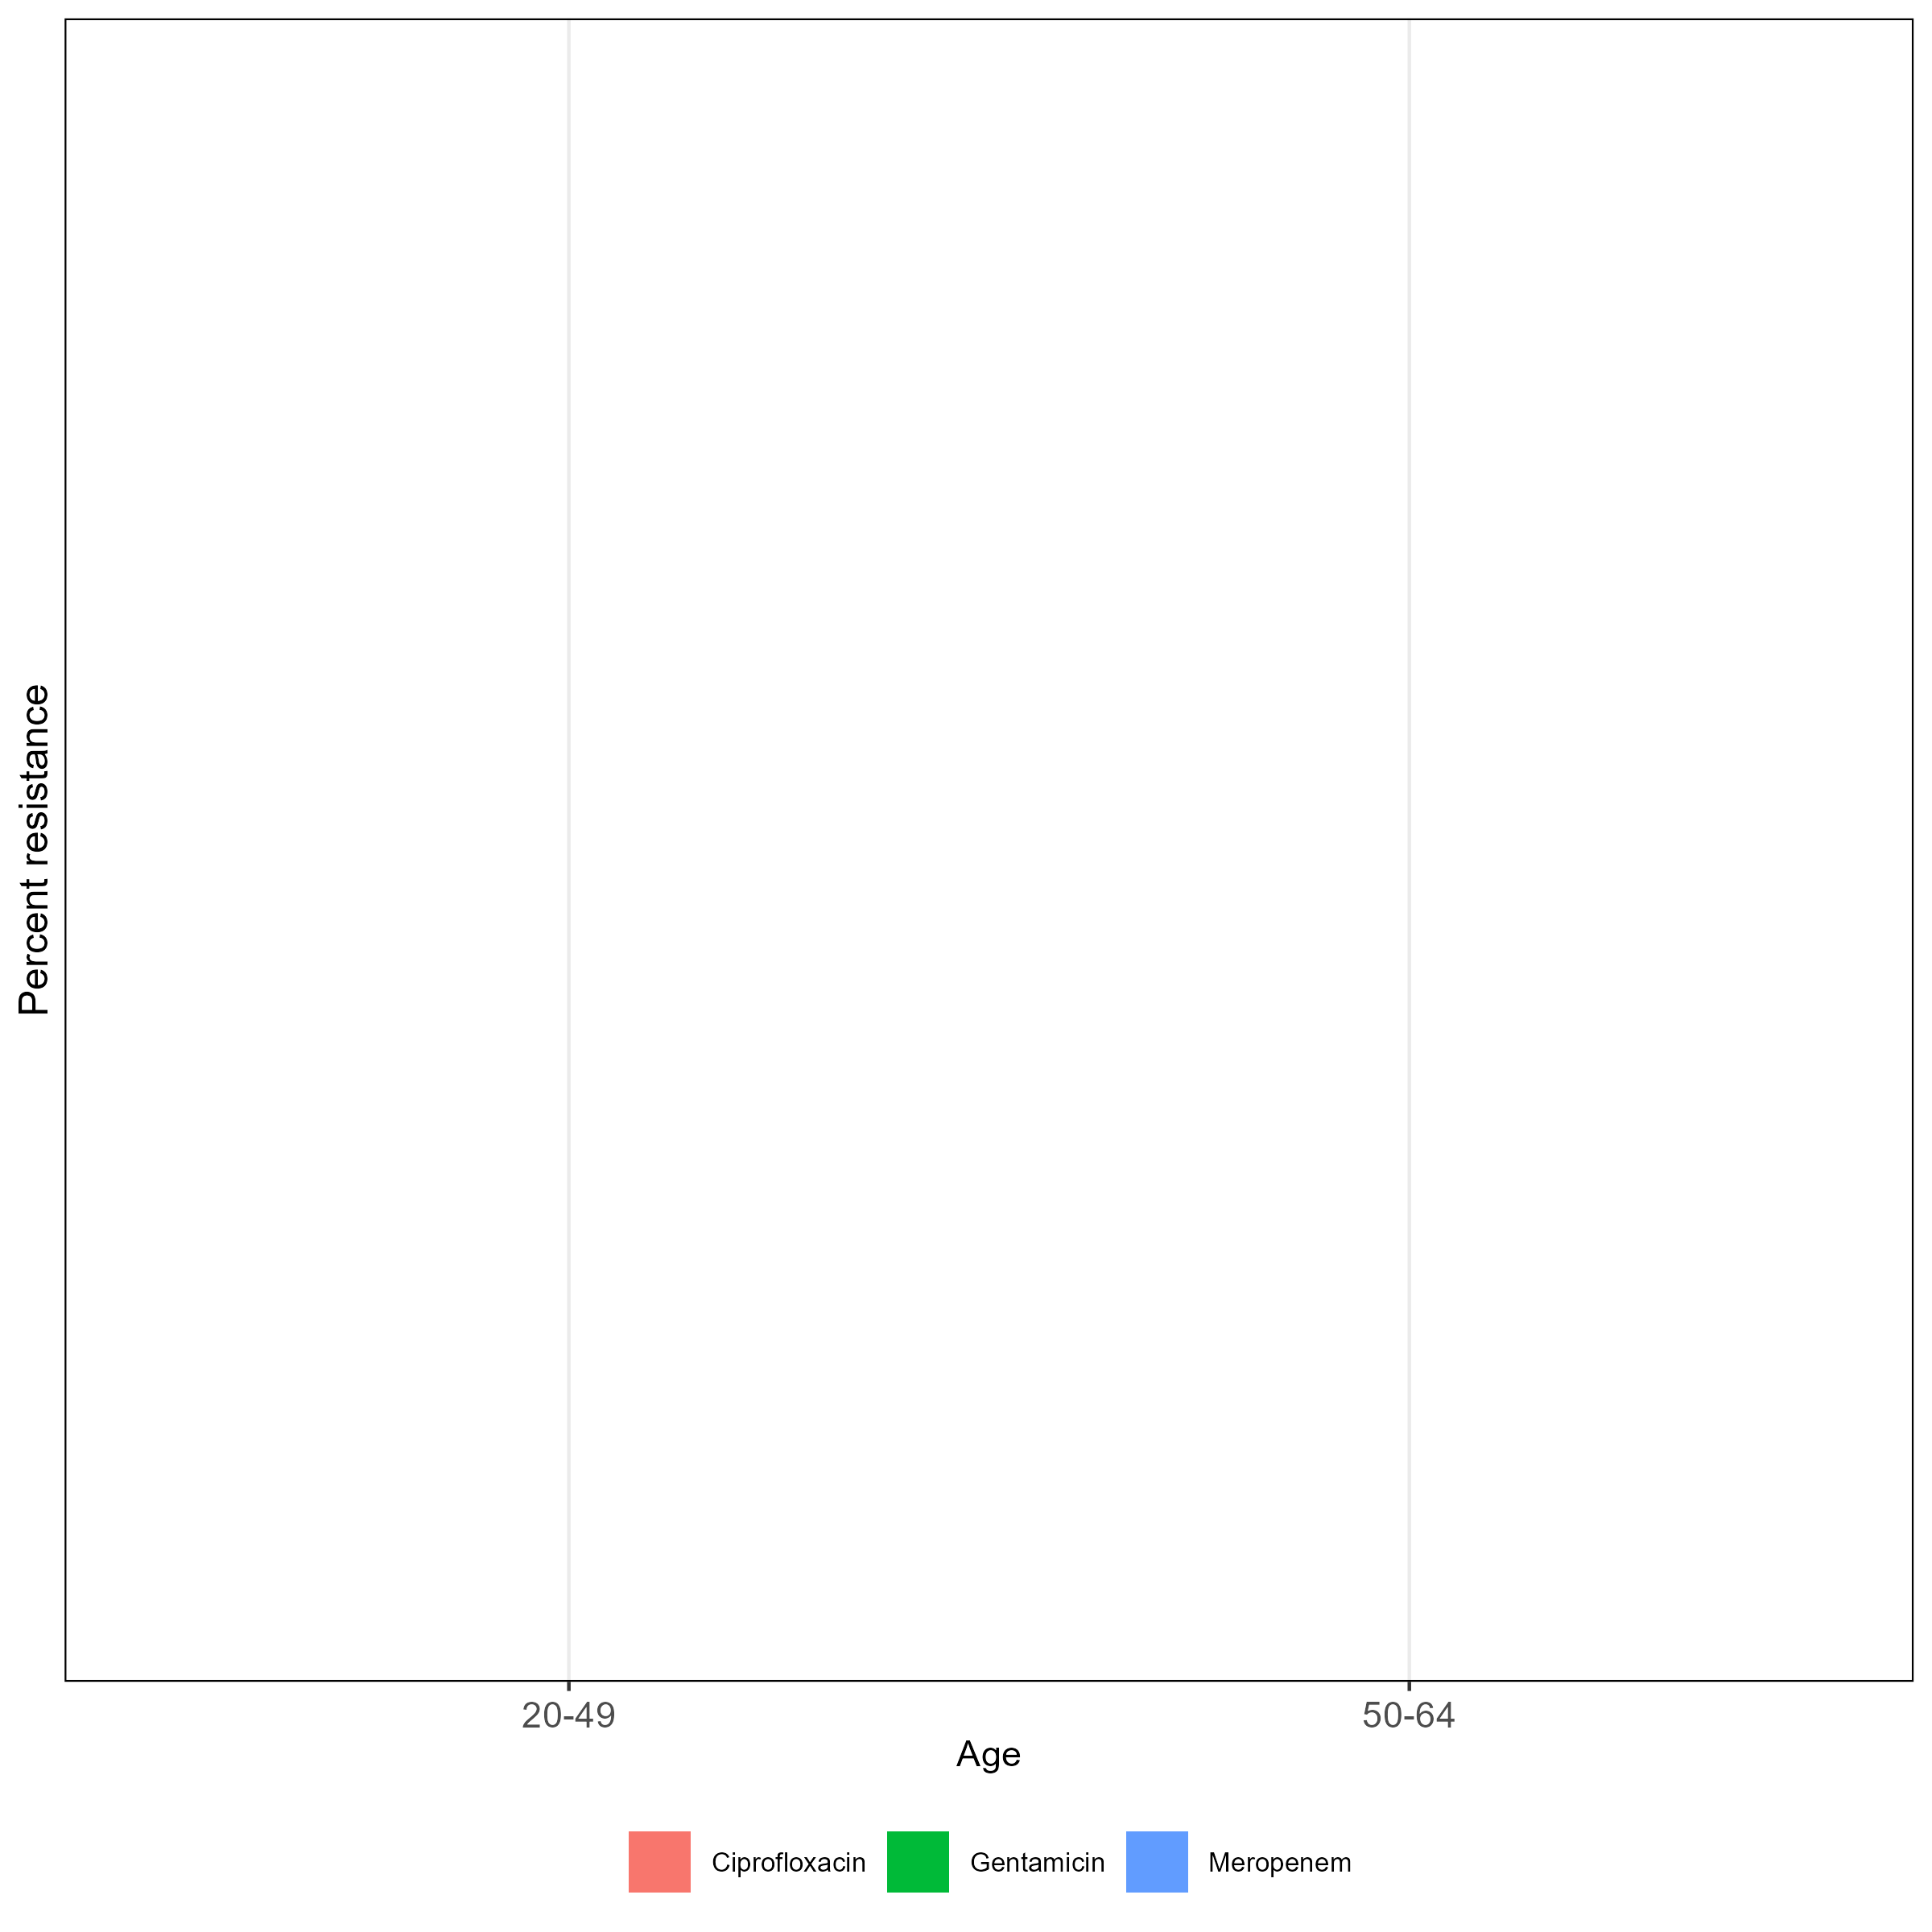 Percent resistance
20-49
50-64
Age
Ciprofloxacin
Gentamicin
Meropenem